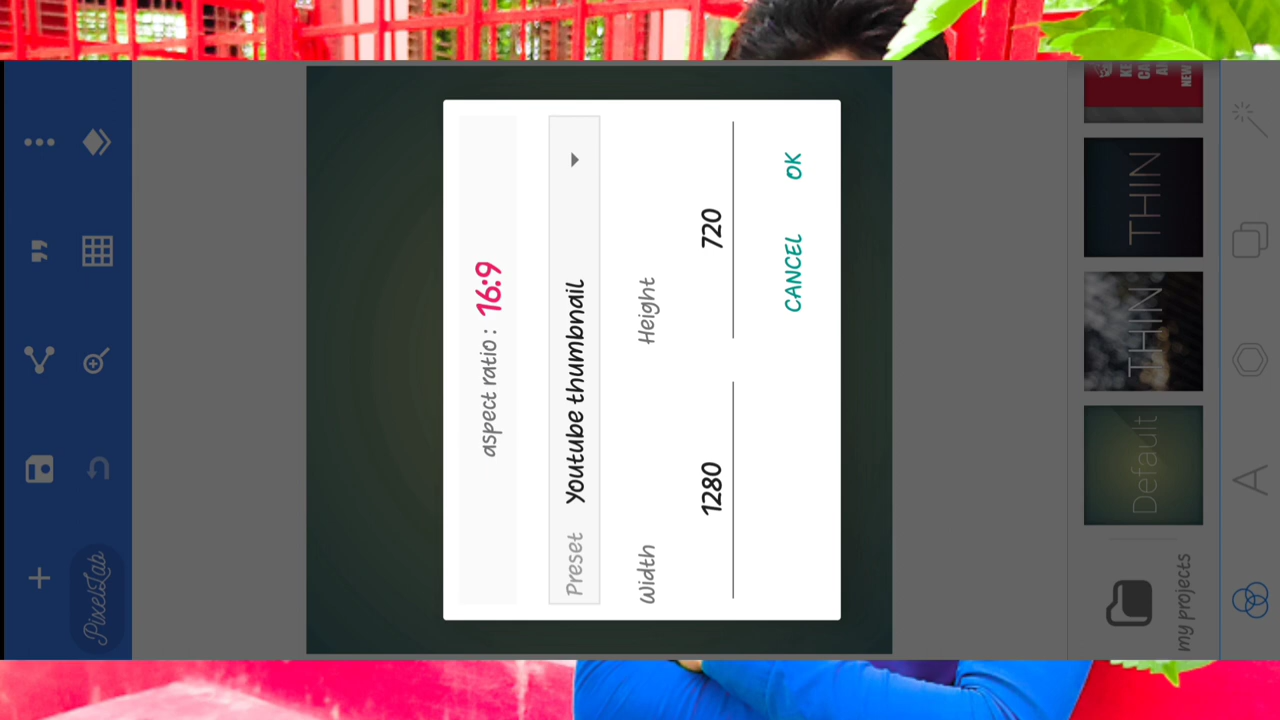 PixelLab
aspect ratio : 16:9
Preset Youtube thumbnail
Width Height
1280 720
CANCEL OK
my projects
Default
THIN
THIN
NEW
A